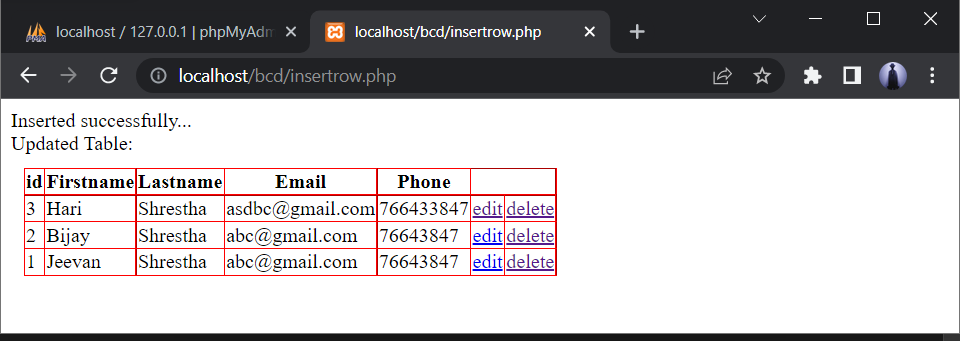 localhost / 127.0.0.1 | phpMyAdm
localhost/bcd/insertrow.php
localhost/bcd/insertrow.php
Inserted successfully...
Updated Table:
id Firstname Lastname Email Phone
3 Hari Shrestha asdbc@gmail.com 766433847 edit delete
2 Bijay Shrestha abc@gmail.com 76643847 edit delete
1 Jeevan Shrestha abc@gmail.com 76643847 edit delete